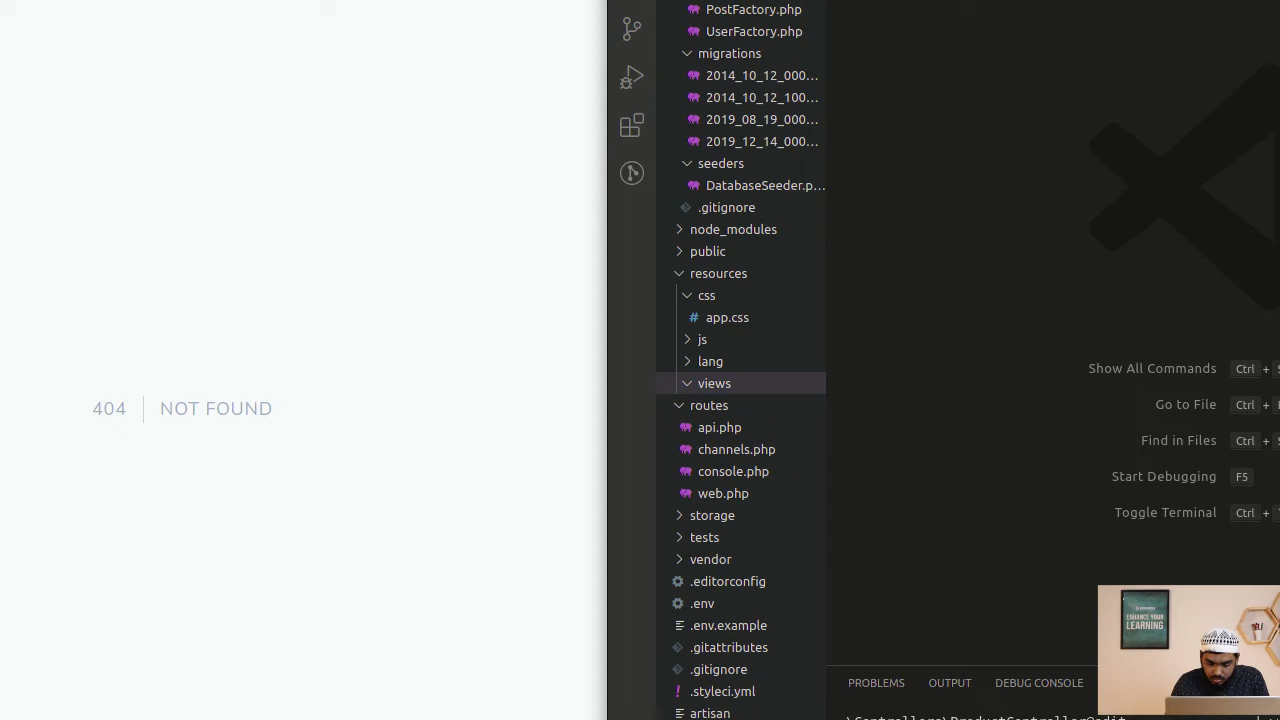 404 NOT FOUND
PostFactory.php
UserFactory.php
migrations
2014_10_12_000...
2014_10_12_100...
2019_08_19_000...
2019_12_14_000...
seeders
DatabaseSeeder.p...
.gitignore
node_modules
public
resources
css
# app.css
js
lang
views
routes
api.php
channels.php
console.php
web.php
storage
tests
vendor
.editorconfig
.env
.env.example
.gitattributes
.gitignore
! .styleci.yml
artisan
Show All Commands Ctrl +
Go to File Ctrl +
Find in Files Ctrl +
Start Debugging F5
Toggle Terminal Ctrl +
ENHANCE YOUR
LEARNING
PROBLEMS OUTPUT DEBUG CONSOLE